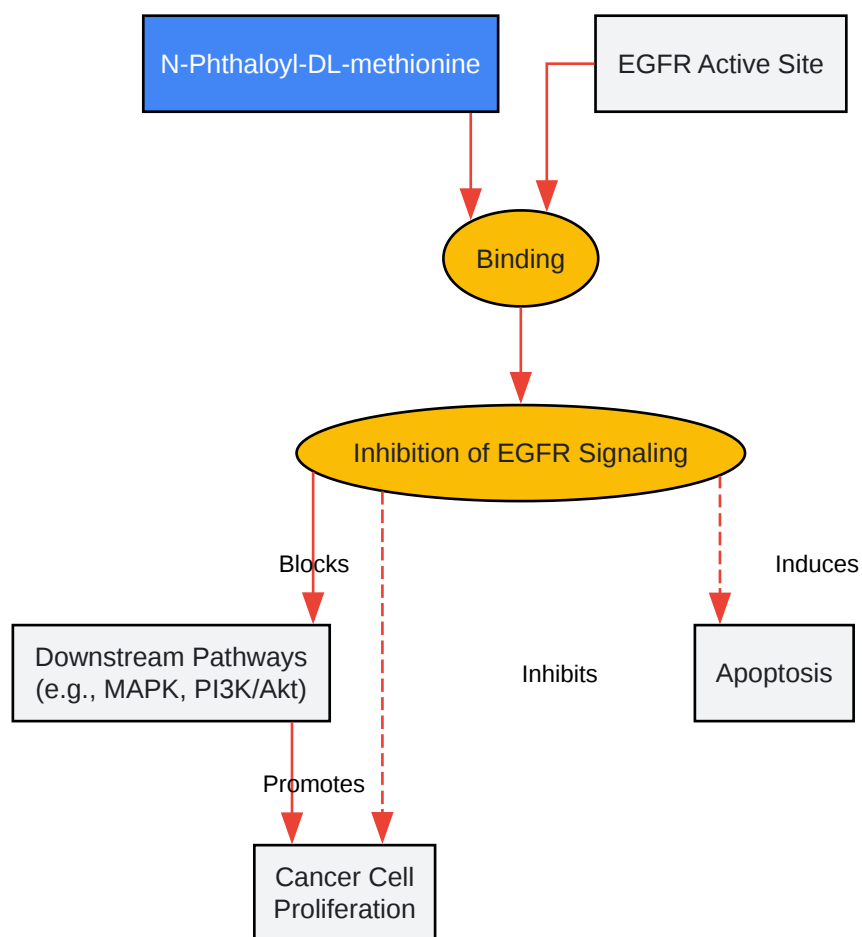 N-Phthaloyl-DL-methionine
EGFR Active Site
Binding
Inhibition of EGFR Signaling
Blocks
Induces
Downstream Pathways
(e.g., MAPK, PI3K/Akt)
Inhibits
Apoptosis
Promotes
Cancer Cell
Proliferation